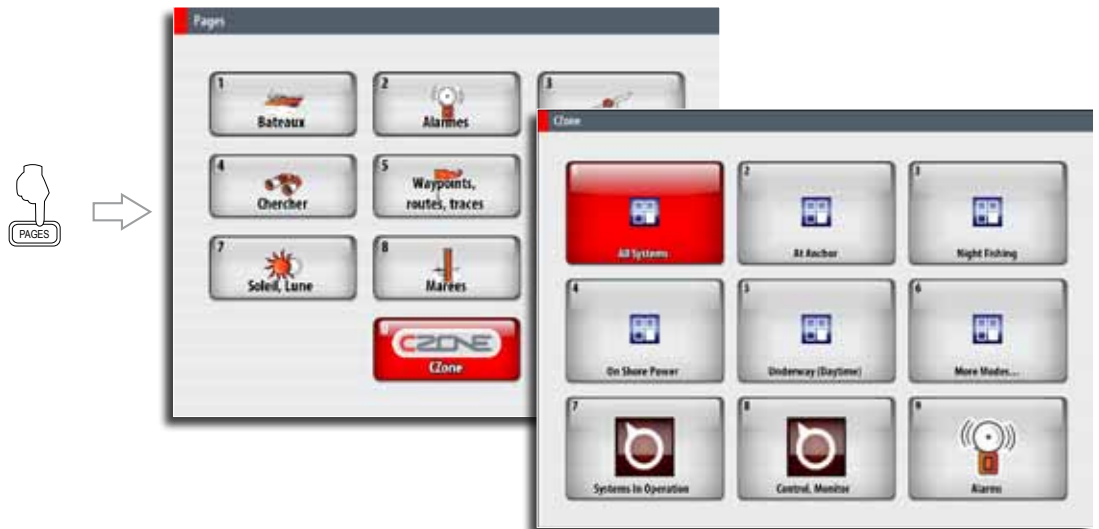 PAGES
Pages
1
Bateaux
2
Alarmes
3
4
Chercher
5
Waypoints,
routes, traces
7
Soleil, Lune
8
Marées
CZONE
CZone
CZone
All Systems
2
At Anchor
3
Night Fishing
4
On Shore Power
5
Underway (Daytime)
6
More Modes...
7
Systems In Operation
8
Control, Monitor
9
Alarms